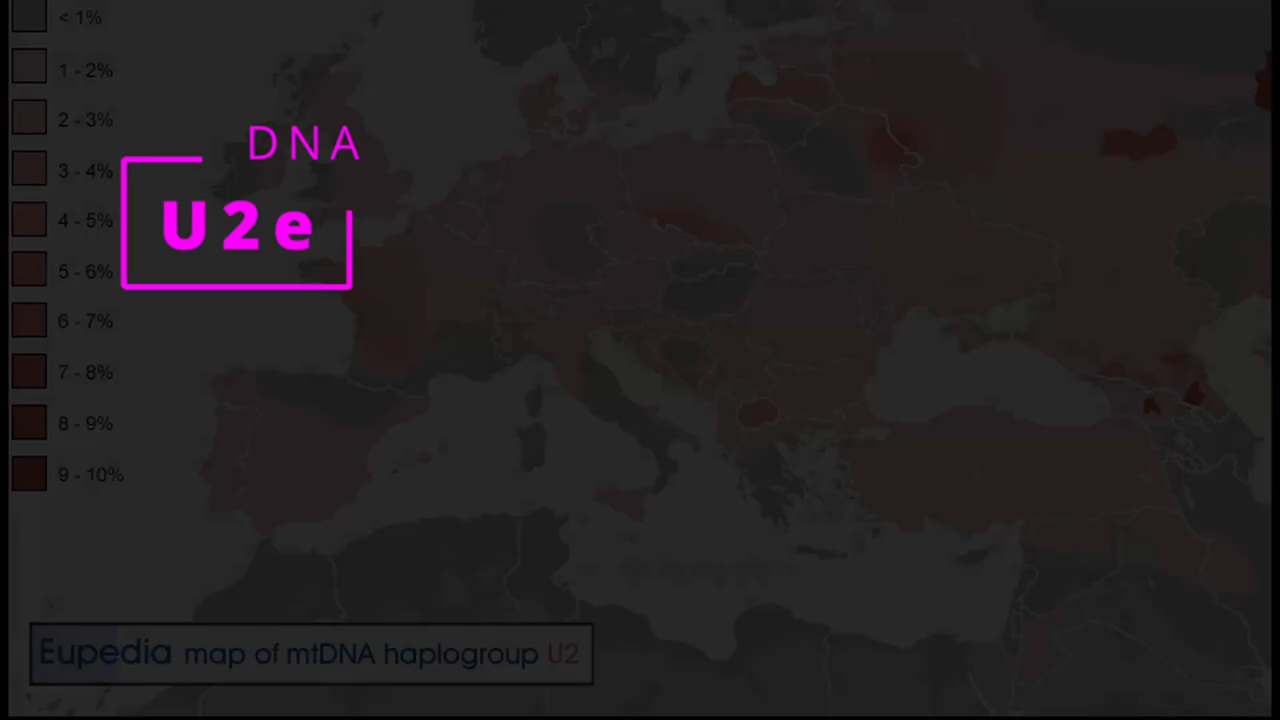 < 1%
1 - 2%
2 - 3%
3 - 4%
4 - 5%
5 - 6%
6 - 7%
7 - 8%
8 - 9%
9 - 10%
DNA
U2e
Eupedia map of mtDNA haplogroup U2